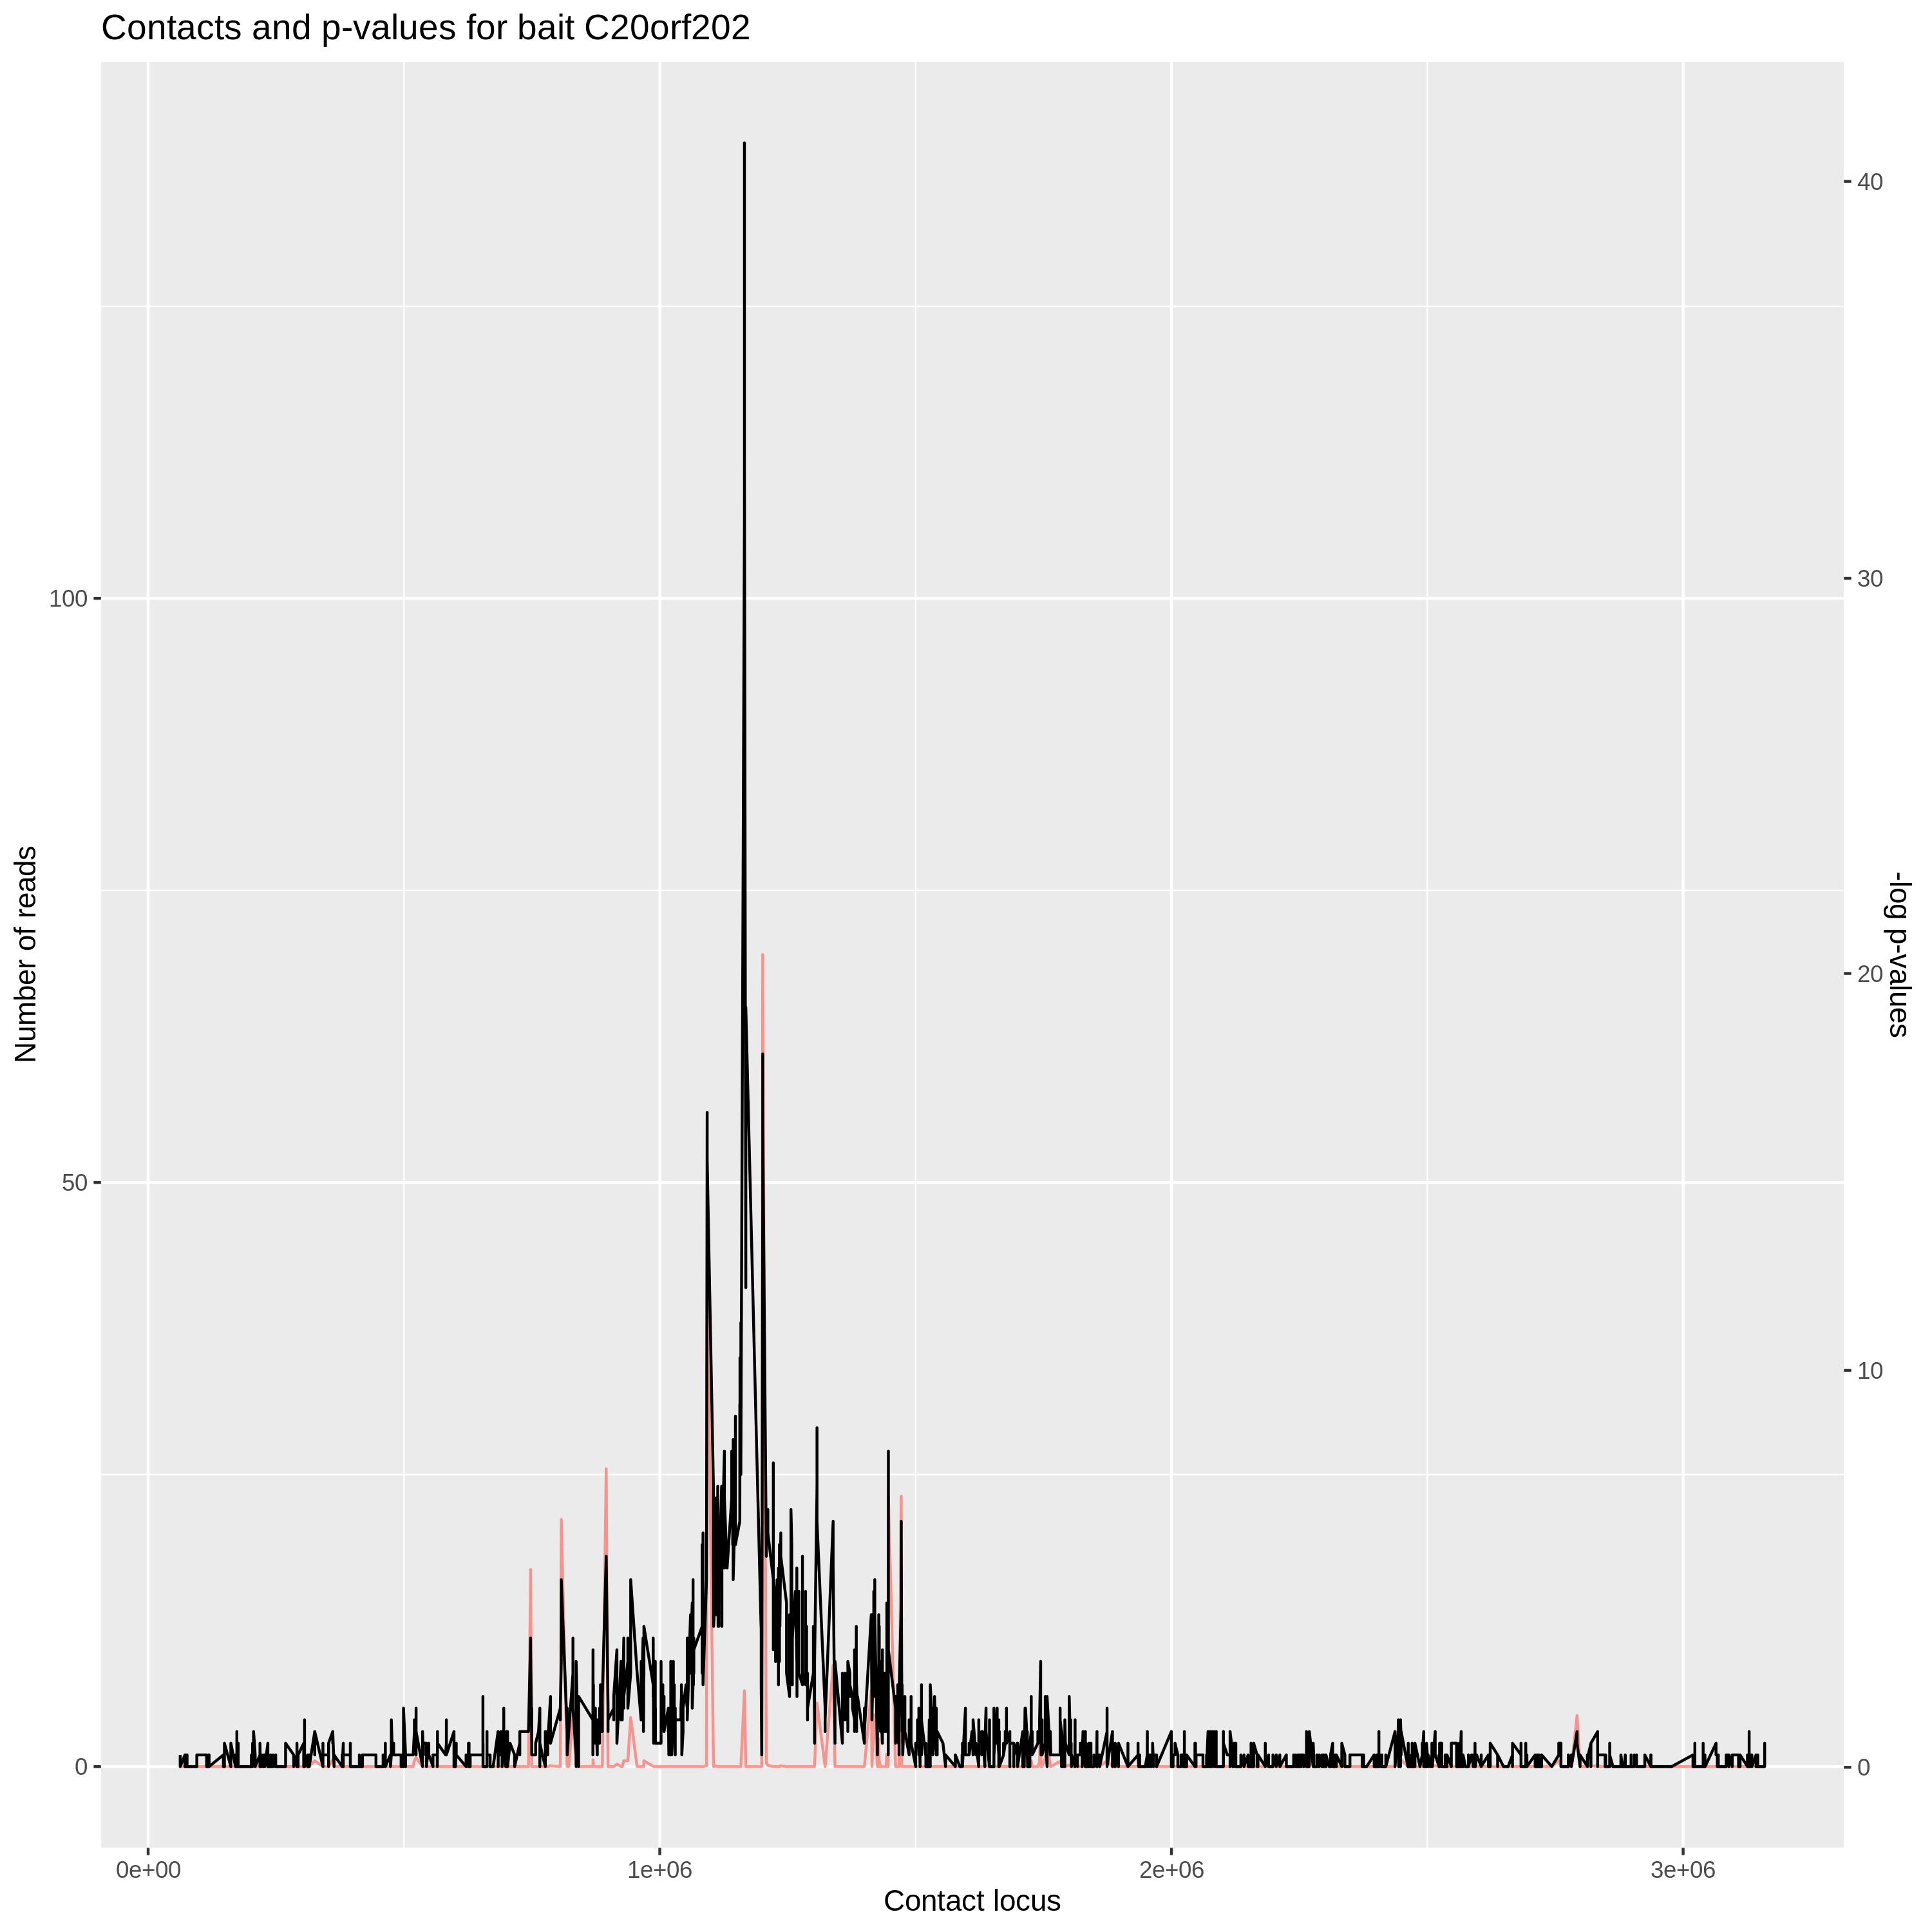 Contacts and p-values for bait C20orf202
Number of reads
100
50
0
40
30
20
10
0
-log p-values
0e+00
1e+06
2e+06
3e+06
Contact locus